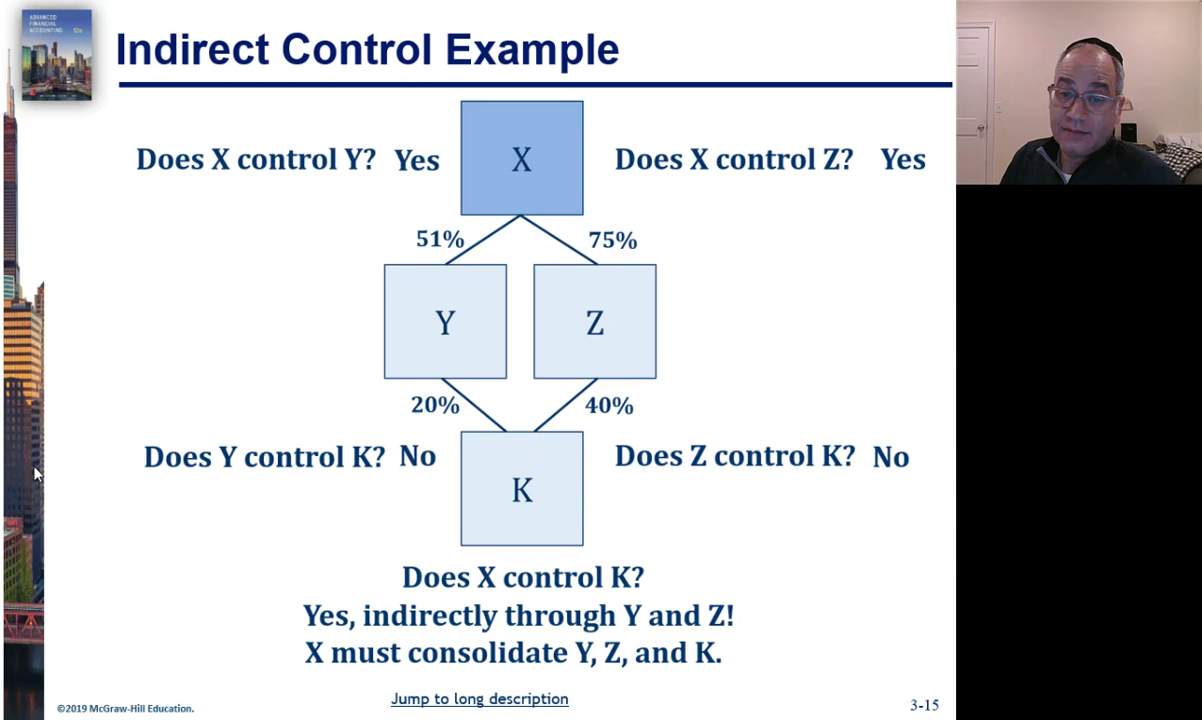 ADVANCED
FINANCIAL
ACCOUNTING 12e
Indirect Control Example
Does X control Y? Yes
X
Does X control Z? Yes
51%
75%
Y
Z
20%
40%
Does Y control K? No
K
Does Z control K? No
Does X control K?
Yes, indirectly through Y and Z!
X must consolidate Y, Z, and K.
Jump to long description
©2019 McGraw-Hill Education.
3-15